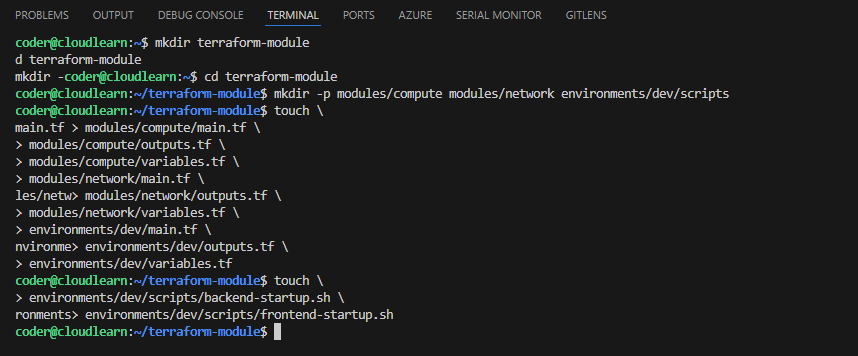 PROBLEMS OUTPUT DEBUG CONSOLE TERMINAL PORTS AZURE SERIAL MONITOR GITLENS
coder@cloudlearn:~$ mkdir terraform-module
d terraform-module
mkdir -coder@cloudlearn:~$ cd terraform-module
coder@cloudlearn:~/terraform-module$ mkdir -p modules/compute modules/network environments/dev/scripts
coder@cloudlearn:~/terraform-module$ touch \
main.tf > modules/compute/main.tf \
> modules/compute/outputs.tf \
> modules/compute/variables.tf \
> modules/network/main.tf \
les/netw> modules/network/outputs.tf \
> modules/network/variables.tf \
> environments/dev/main.tf \
nvironme> environments/dev/outputs.tf \
> environments/dev/variables.tf
coder@cloudlearn:~/terraform-module$ touch \
> environments/dev/scripts/backend-startup.sh \
ronments> environments/dev/scripts/frontend-startup.sh
coder@cloudlearn:~/terraform-module$